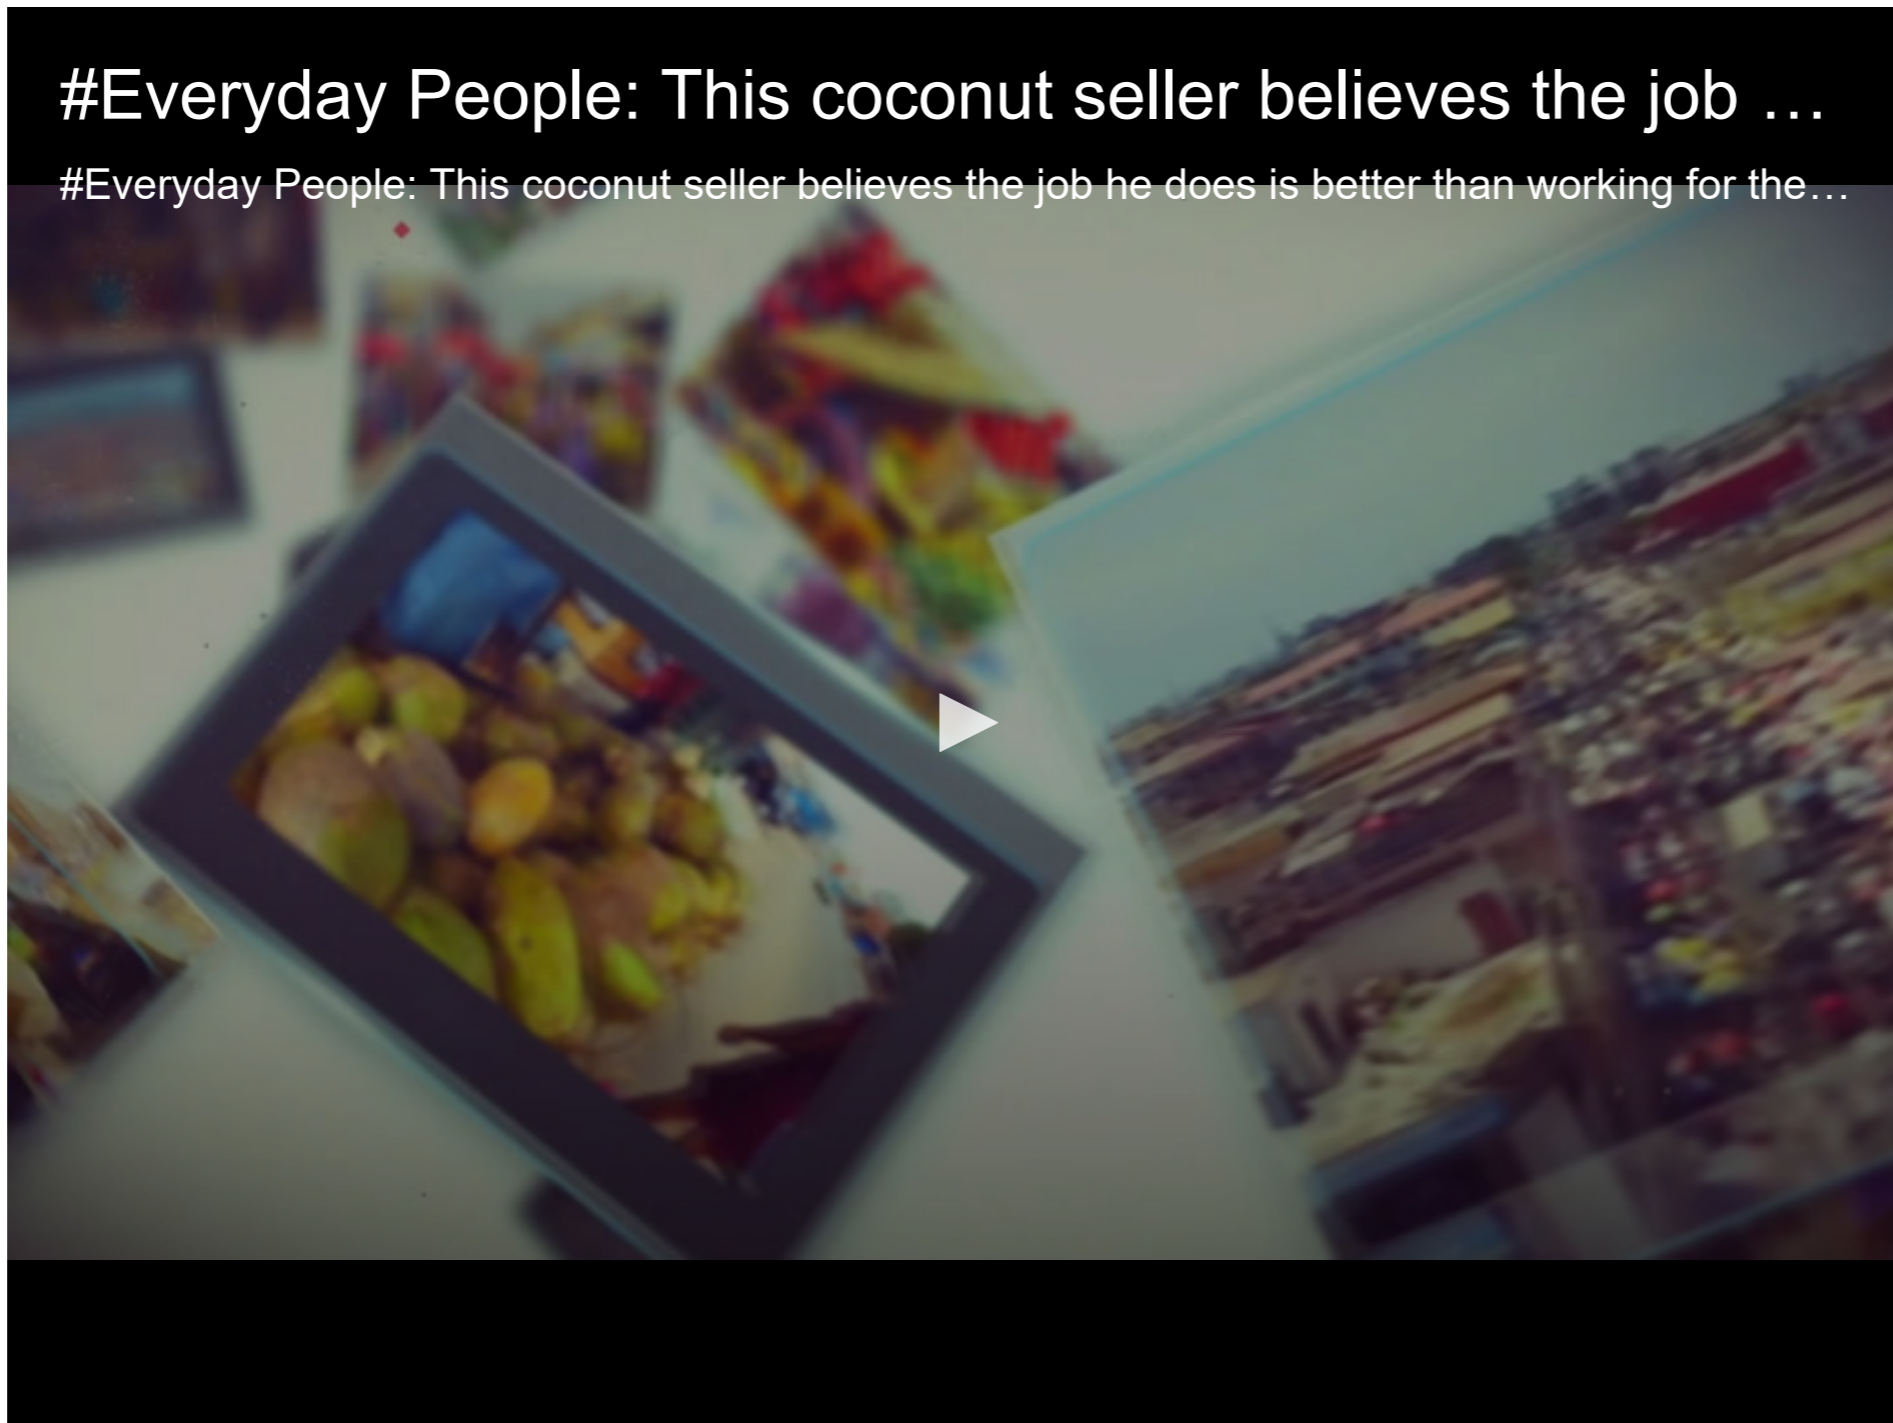 #Everyday People: This coconut seller believes the job …
#Everyday People: This coconut seller believes the job he does is better than working for the…